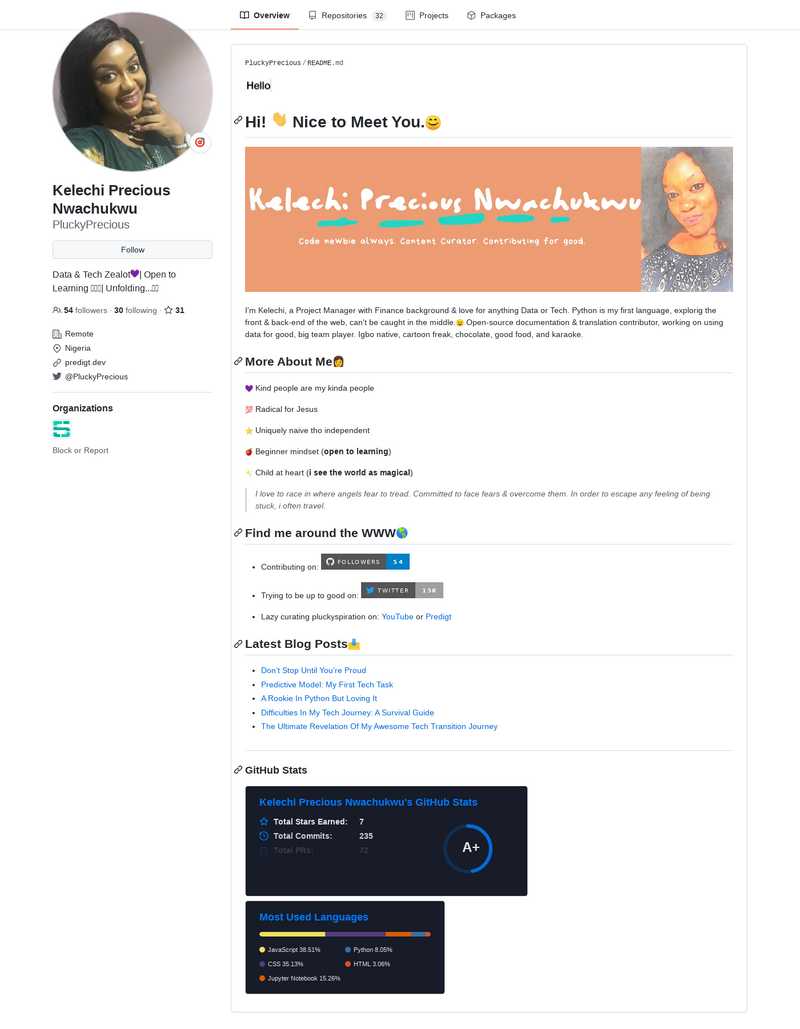 Overview
Repositories 32
Projects
Packages
Kelechi Precious
Nwachukwu
PluckyPrecious
Follow
Data & Tech Zealot💜| Open to
Learning | Unfolding...
54 followers · 30 following · 31
Remote
Nigeria
predigt.dev
@PluckyPrecious
Organizations
Block or Report
PluckyPrecious / README.md
Hello
Hi! 👋 Nice to Meet You.😊
Kelechi Precious Nwachukwu
Code newbie always. Content Curator. Contributing for good.
I'm Kelechi, a Project Manager with Finance background & love for anything Data or Tech. Python is my first language, explorig the
front & back-end of the web, can't be caught in the middle.😉 Open-source documentation & translation contributor, working on using
data for good, big team player. Igbo native, cartoon freak, chocolate, good food, and karaoke.
More About Me👩
💜 Kind people are my kinda people
💯 Radical for Jesus
⭐ Uniquely naive tho independent
🍎 Beginner mindset (open to learning)
✨ Child at heart (i see the world as magical)
I love to race in where angels fear to tread. Committed to face fears & overcome them. In order to escape any feeling of being
stuck, i often travel.
Find me around the WWW🌎
Contributing on: FOLLOWERS 54
Trying to be up to good on: TWITTER
Lazy curating pluckyspiration on: YouTube or Predigt
Latest Blog Posts📥
Don't Stop Until You're Proud
Predictive Model: My First Tech Task
A Rookie In Python But Loving It
Difficulties In My Tech Journey: A Survival Guide
The Ultimate Revelation Of My Awesome Tech Transition Journey
GitHub Stats
Kelechi Precious Nwachukwu's GitHub Stats
Total Stars Earned: 7
Total Commits: 235
Total PRs: 72
A+
Most Used Languages
JavaScript 38.51%
Python 8.05%
CSS 35.13%
HTML 3.06%
Jupyter Notebook 15.26%